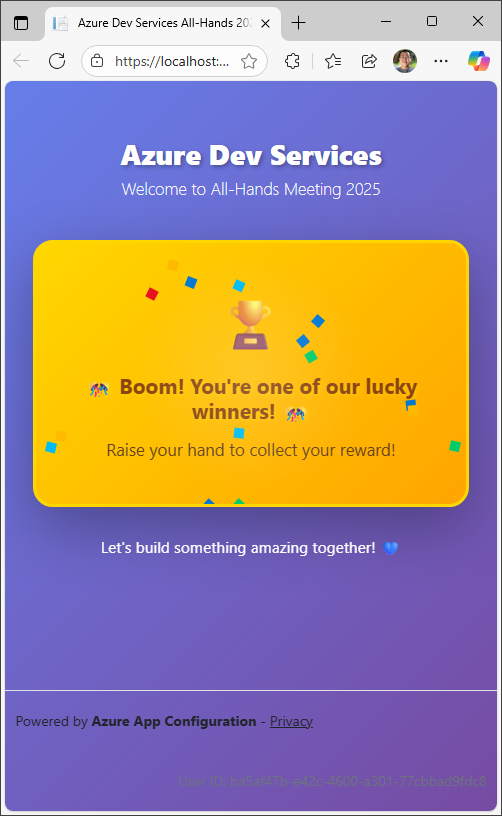 Azure Dev Services All-Hands 202
https://localhost:...
Azure Dev Services
Welcome to All-Hands Meeting 2025
Boom! You're one of our lucky
winners!
Raise your hand to collect your reward!
Let's build something amazing together!
Powered by Azure App Configuration - Privacy
User ID: ba5af47b-e42c-4600-a301-77cbbad9fdc8